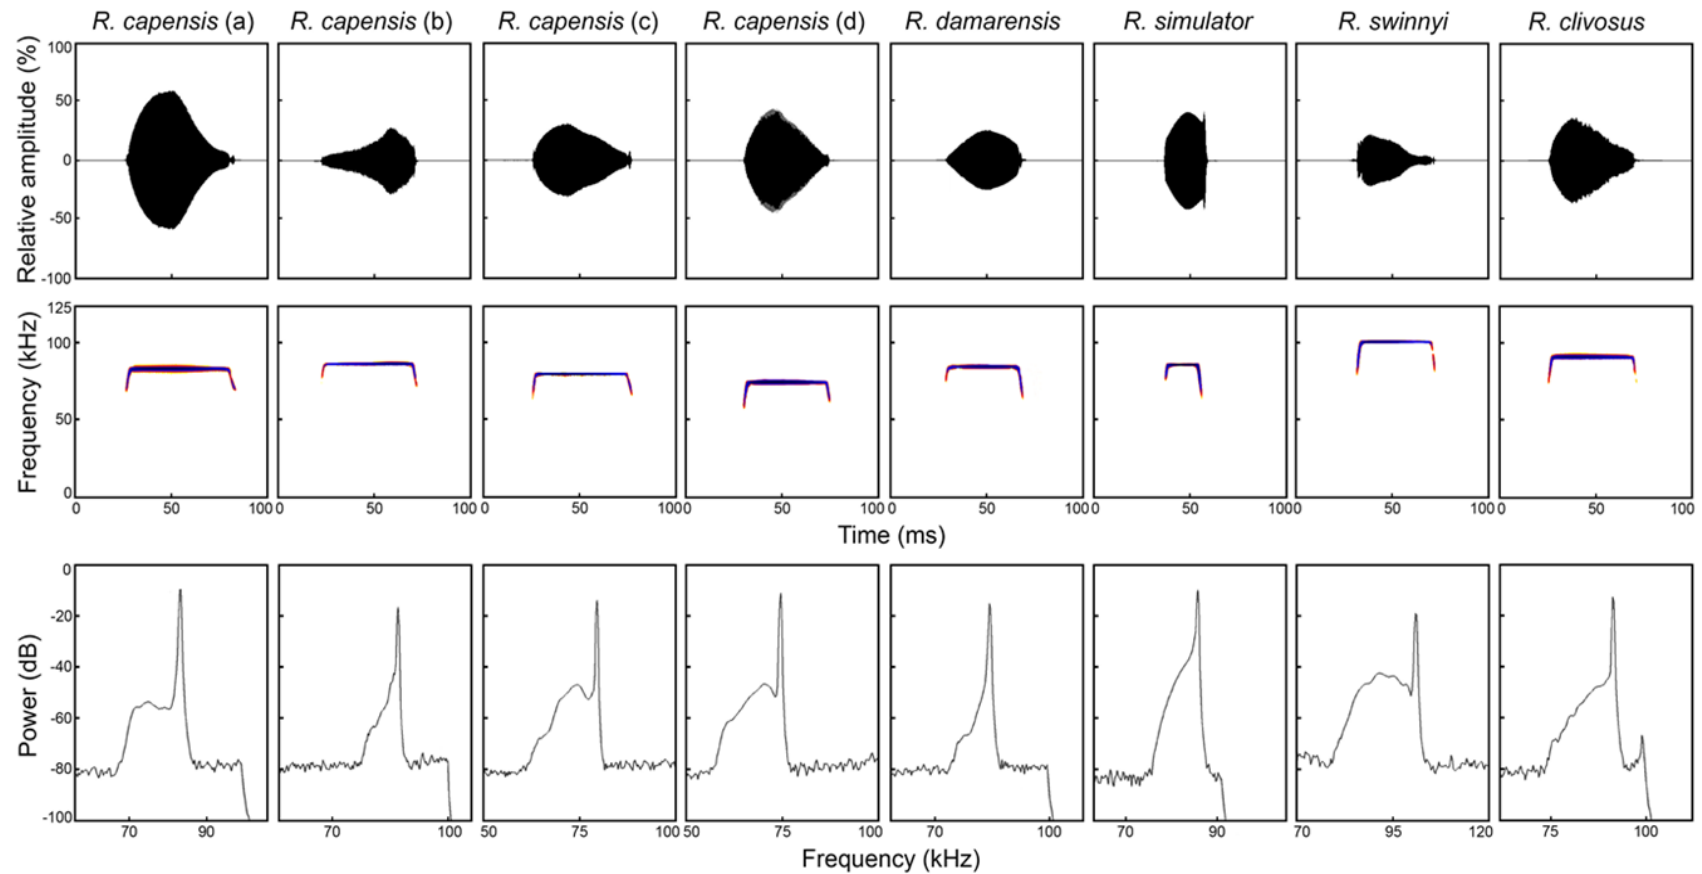 R. capensis (a) R. capensis (b) R. capensis (c) R. capensis (d) R. damarensis R. simulator R. swinnyi R. clivosus
Relative amplitude (%)
100
50
0
-50
-100
Frequency (kHz)
125
100
50
0
0 50 100 0 50 100 0 50 100 0 50 100 0 50 100 0 50 100 0 50 100 0 50 100
Time (ms)
Power (dB)
0
-20
-40
-60
-80
-100
70 90 70 100 50 75 100 50 75 100 70 100 70 90 70 95 120 75 100
Frequency (kHz)